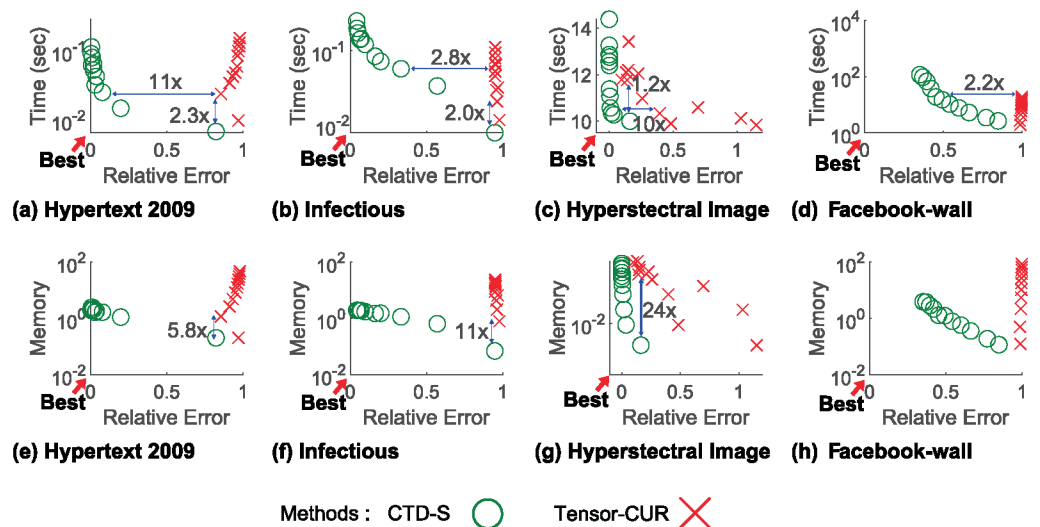 Time (sec)
10^-1
10^-2
11x
2.3x
0
0.5
1
Best
Relative Error
(a) Hypertext 2009
Time (sec)
10^-1
10^-2
2.8x
2.0x
0
0.5
1
Best
Relative Error
(b) Infectious
Time (sec)
14
12
10
1.2x
10x
0
0.5
1
Best
Relative Error
(c) Hyperstectral Image
Time (sec)
10^4
10^2
10^0
2.2x
0
0.5
1
Best
Relative Error
(d) Facebook-wall
Memory
10^2
10^0
10^-2
5.8x
0
0.5
1
Best
Relative Error
(e) Hypertext 2009
Memory
10^2
10^0
10^-2
11x
0
0.5
1
Best
Relative Error
(f) Infectious
Memory
10^-2
24x
0
0.5
1
Best
Relative Error
(g) Hyperstectral Image
Memory
10^2
10^0
10^-2
0
0.5
1
Best
Relative Error
(h) Facebook-wall
Methods : CTD-S Tensor-CUR